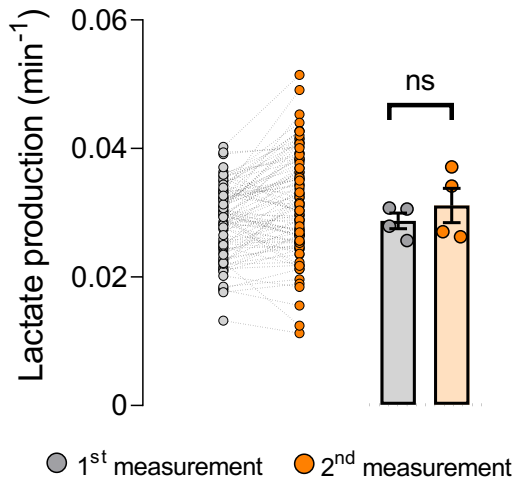 Lactate production (min⁻¹)
0.06
0.04
0.02
0
ns
1ˢᵗ measurement
2ⁿᵈ measurement